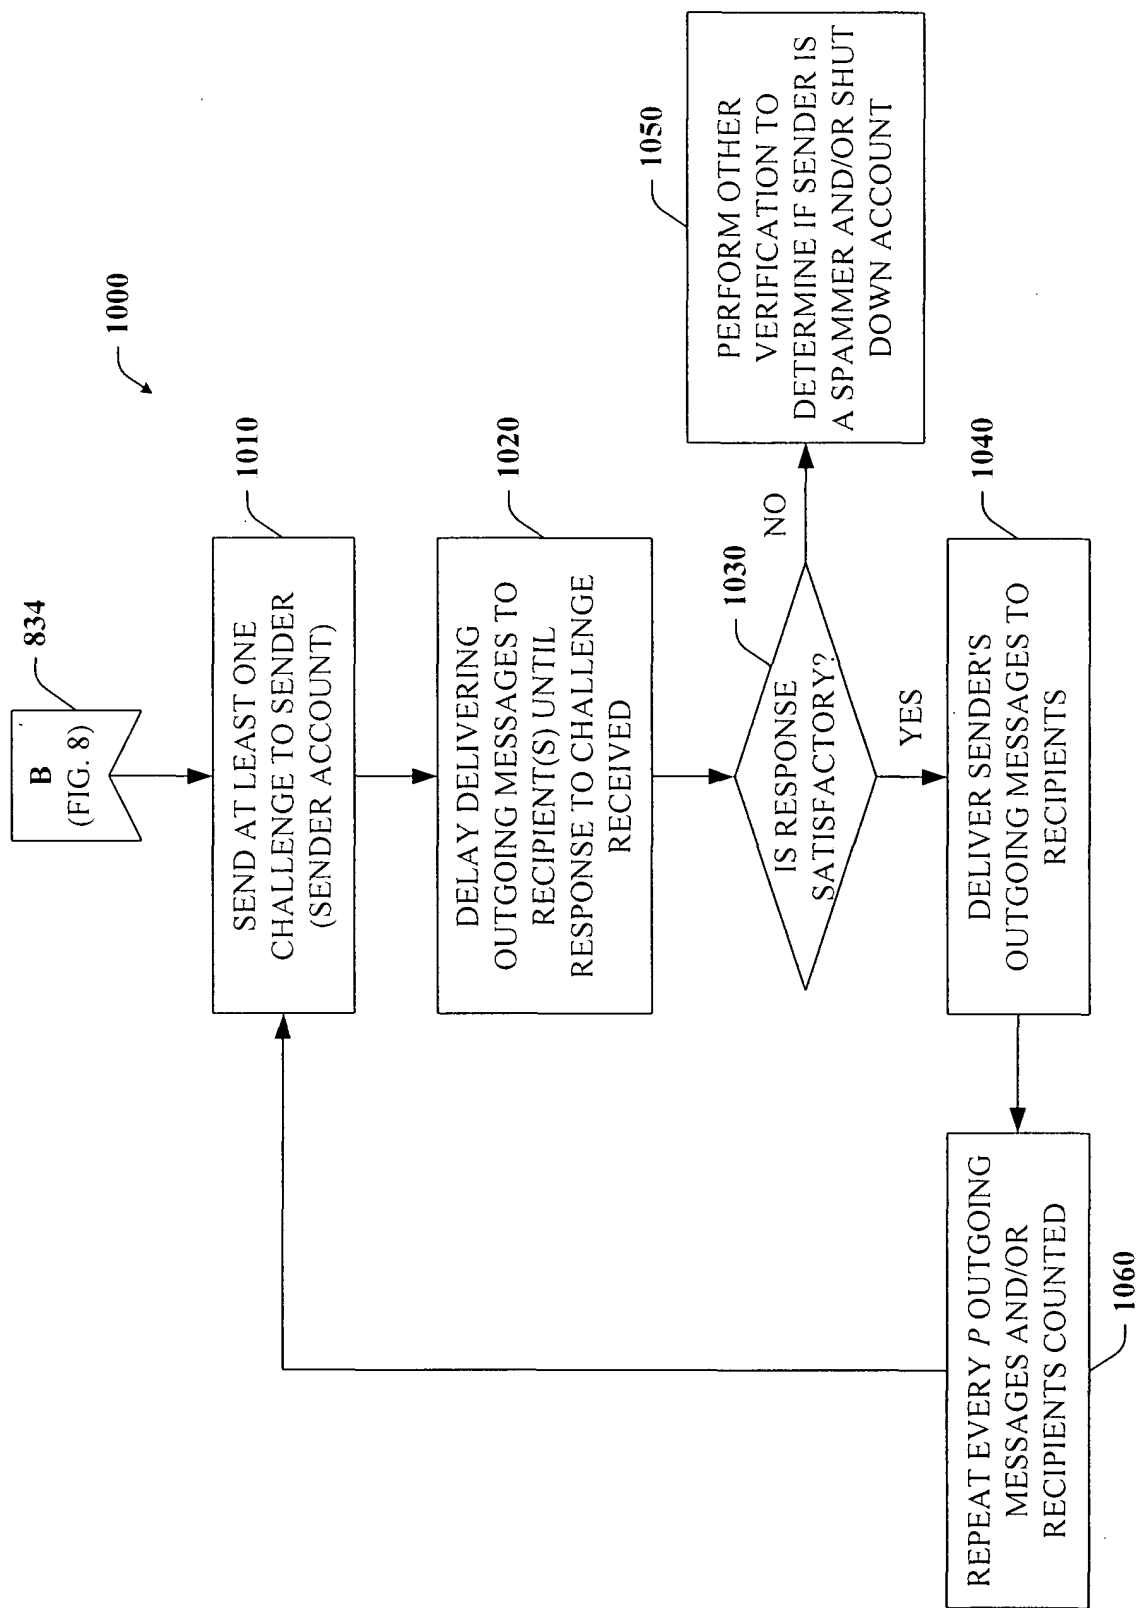 1000
B
(FIG. 8)
834
SEND AT LEAST ONE
CHALLENGE TO SENDER
(SENDER ACCOUNT)
1010
DELAY DELIVERING
OUTGOING MESSAGES TO
RECIPIENT(S) UNTIL
RESPONSE TO CHALLENGE
RECEIVED
1020
IS RESPONSE
SATISFACTORY?
1030
NO
PERFORM OTHER
VERIFICATION TO
DETERMINE IF SENDER IS
A SPAMMER AND/OR SHUT
DOWN ACCOUNT
1050
YES
DELIVER SENDER'S
OUTGOING MESSAGES TO
RECIPIENTS
1040
REPEAT EVERY P OUTGOING
MESSAGES AND/OR
RECIPIENTS COUNTED
1060